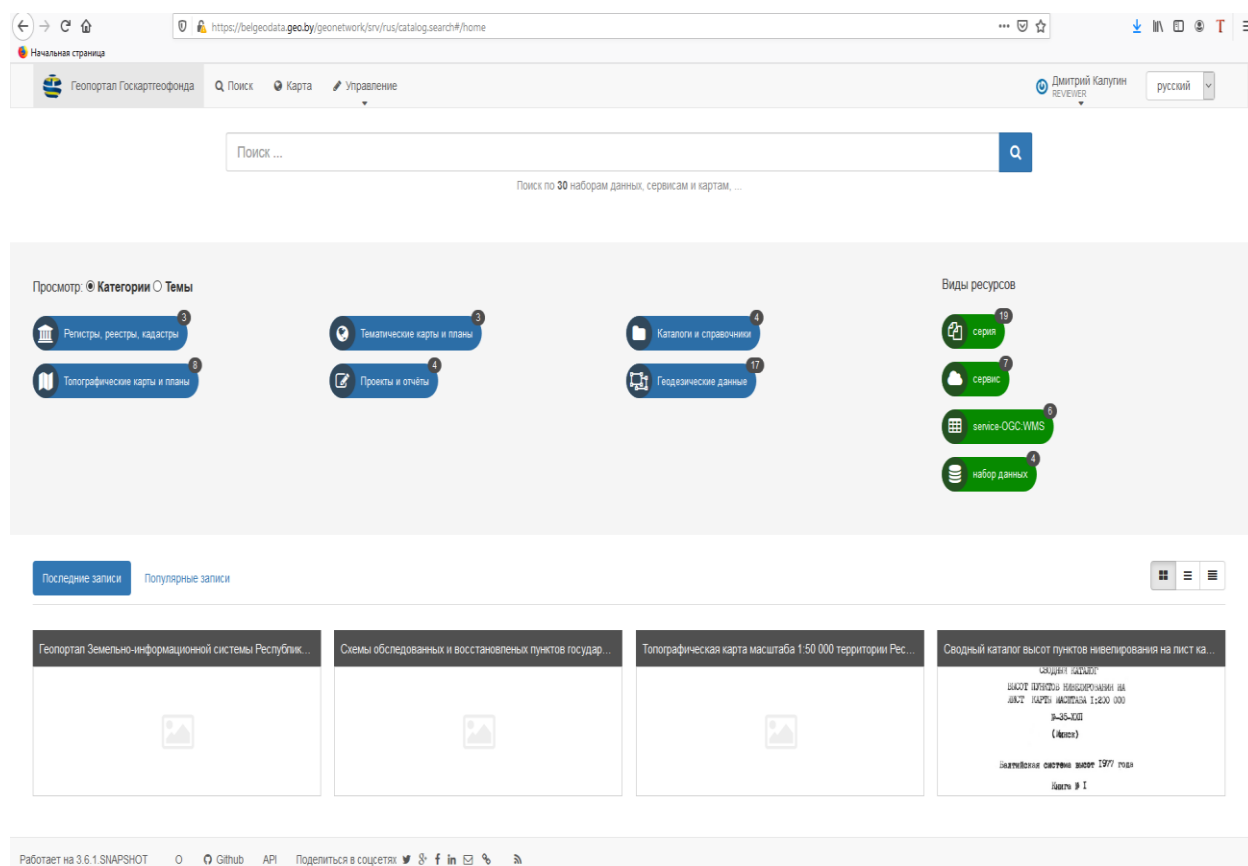 https://belgeodata.geo.by/geonetwork/srv/rus/catalog.search#/home
Начальная страница
Геопортал Госкартгеофонда Поиск Карта Управление
Дмитрий Калугин
REVIEWER
русский
Поиск ...
Поиск по 30 наборам данных, сервисам и картам, ...
Просмотр: Категории Темы
Виды ресурсов
Регистры, реестры, кадастры 3
Тематические карты и планы 3
Каталоги и справочники 4
серия 19
Топографические карты и планы 8
Проекты и отчёты 4
Геодезические данные 17
сервис 7
service-OGC:WMS 6
набор данных 4
Последние записи Популярные записи
Геопортал Земельно-информационной системы Республик...
Схемы обследованных и восстановленых пунктов государ...
Топографическая карта масштаба 1:50 000 территории Рес...
Сводный каталог высот пунктов нивелирования на лист ка...
СВОДНЫЙ КАТАЛОГ
ВЫСОТ ПУНКТОВ НИВЕЛИРОВАНИЯ НА
ЛИСТ КАРТЫ МАСШТАБА 1:200 000
(Минск)
Балтийская система высот 1977 года
Книга № I
Работает на 3.6.1.SNAPSHOT О Github API Поделиться в соцсетях